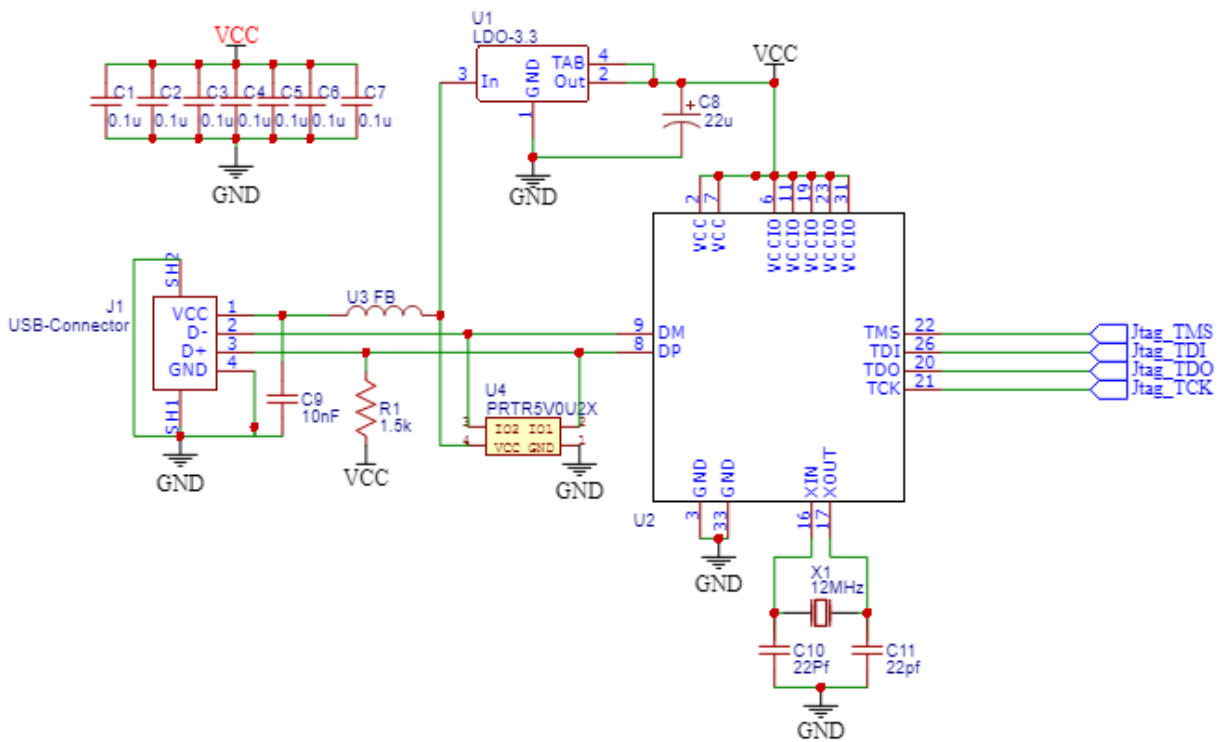 VCC
C1
0.1u
C2
0.1u
C3
0.1u
C4
0.1u
C5
0.1u
C6
0.1u
C7
0.1u
GND
U1
LDO-3.3
3
In
GND
1
TAB
4
Out
2
C8
22u
GND
VCC
2
7
6
11
19
23
31
VCC
VCC
VCCIO
VCCIO
VCCIO
VCCIO
VCCIO
J1
USB-Connector
SH2
VCC
1
D-
2
D+
3
GND
4
SH1
GND
C9
10nF
U3 FB
R1
1.5k
VCC
U4
PRTR5V0U2X
3
IO2
IO1
2
4
VCC
GND
1
GND
9
DM
8
DP
TMS
22
Jtag_TMS
TDI
26
Jtag_TDI
TDO
20
Jtag_TDO
TCK
21
Jtag_TCK
GND
GND
3
33
U2
GND
XIN
XOUT
16
17
X1
12MHz
C10
22Pf
C11
22pf
GND